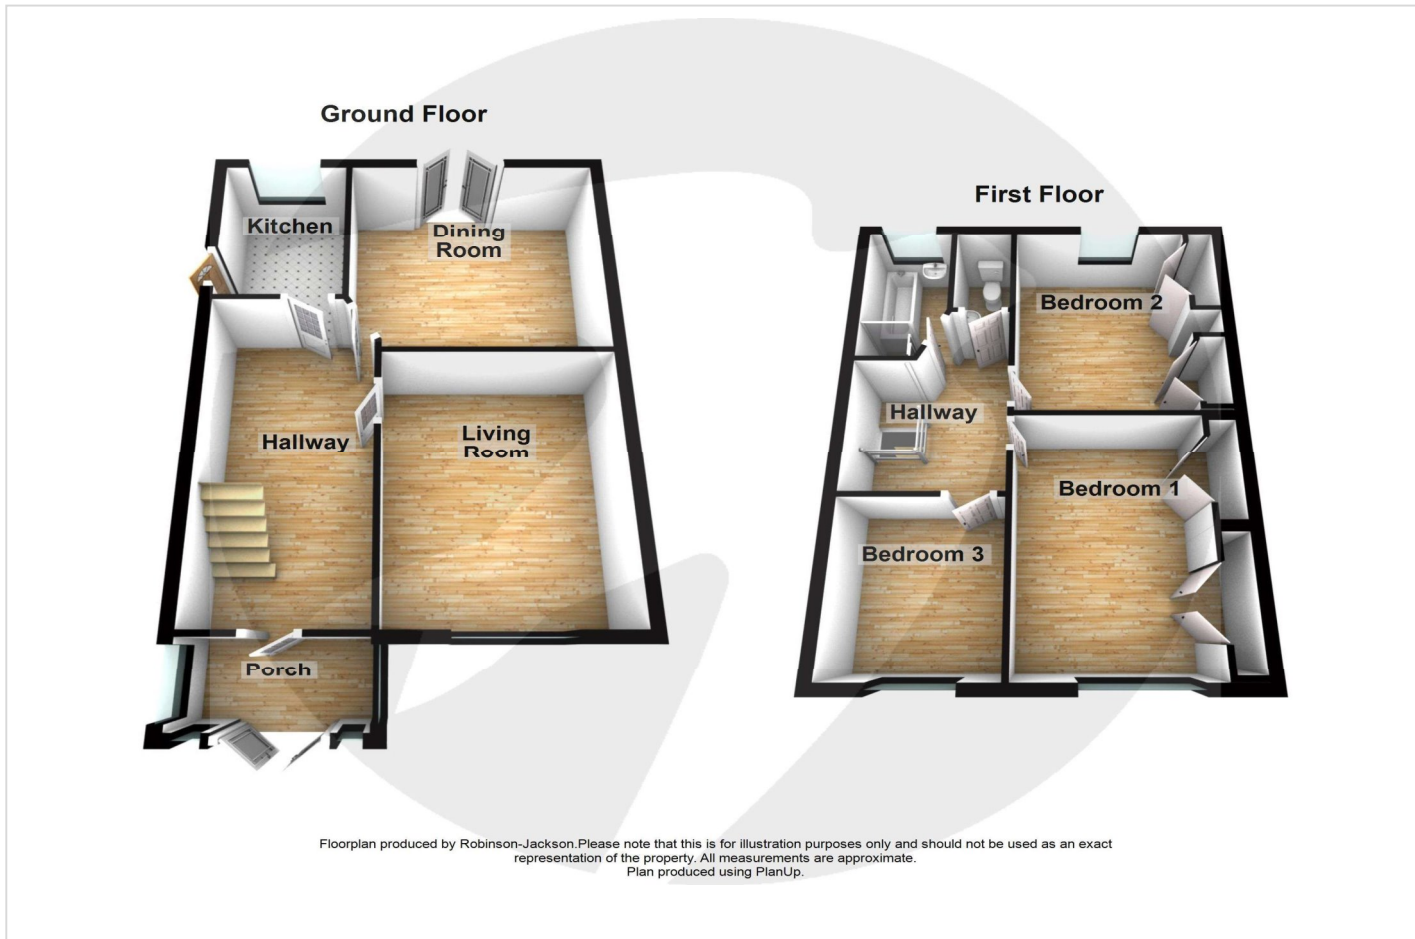 Ground Floor
Kitchen
Dining
Room
Hallway
Living
Room
Porch
First Floor
Bedroom 2
Hallway
Bedroom 1
Bedroom 3
Floorplan produced by Robinson-Jackson.Please note that this is for illustration purposes only and should not be used as an exact
representation of the property. All measurements are approximate.
Plan produced using PlanUp.